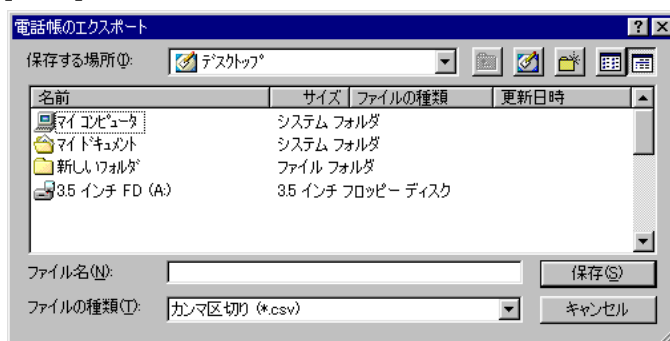 電話帳のエクスポート
保存する場所(I): デスクトップ
名前 サイズ ファイルの種類 更新日時
マイ コンピュータ システム フォルダ
マイ ドキュメント システム フォルダ
新しいフォルダ ファイル フォルダ
3.5 インチ FD (A:) 3.5 インチ フロッピー ディスク
ファイル名(N): 保存(S)
ファイルの種類(T): カンマ区切り (*.csv) キャンセル